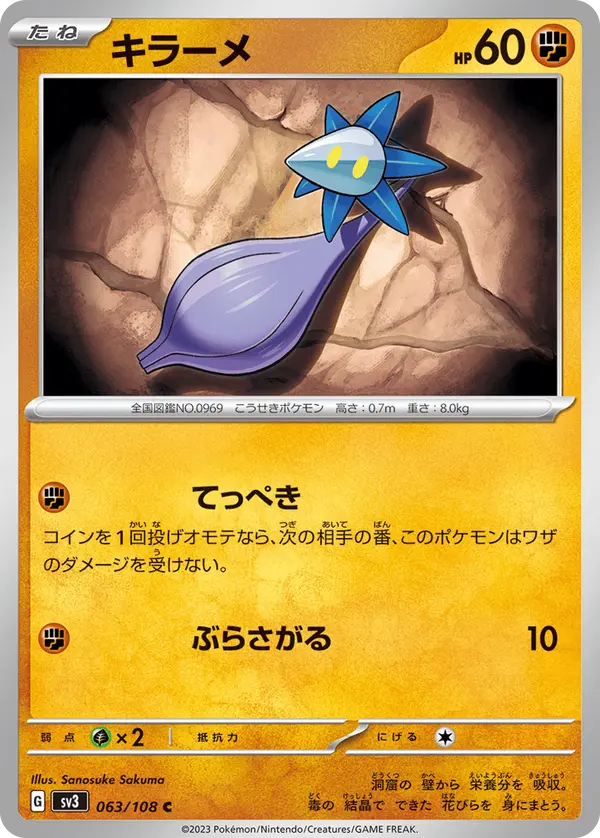 たね キラーメ HP60
全国図鑑NO.0969 こうせきポケモン 高さ:0.7m 重さ:8.0kg
てっぺき
コインを1回投げオモテなら、次の相手の番、このポケモンはワザ
のダメージを受けない。
ぶらさがる 10
弱点 ×2 抵抗力 にげる
Illus. Sanosuke Sakuma
洞窟の 壁から 栄養分を 吸収。
G sv3 063/108 C
毒の 結晶で できた 花びらを 身にまとう。
©2023 Pokémon/Nintendo/Creatures/GAME FREAK.